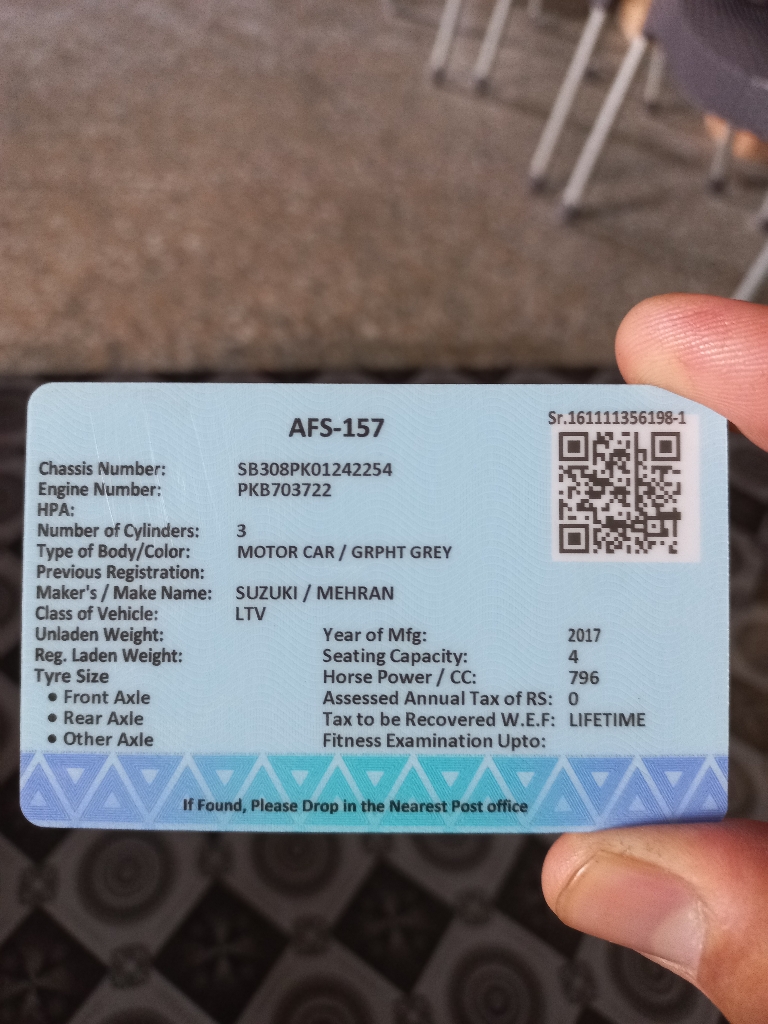 AFS-157
Sr.161111356198-1
Chassis Number: SB308PK01242254
Engine Number: PKB703722
HPA:
Number of Cylinders: 3
Type of Body/Color: MOTOR CAR / GRPHT GREY
Previous Registration:
Maker's / Make Name: SUZUKI / MEHRAN
Class of Vehicle: LTV
Unladen Weight: Year of Mfg: 2017
Reg. Laden Weight: Seating Capacity: 4
Tyre Size Horse Power / CC: 796
• Front Axle Assessed Annual Tax of RS: 0
• Rear Axle Tax to be Recovered W.E.F: LIFETIME
• Other Axle Fitness Examination Upto:
If Found, Please Drop in the Nearest Post office